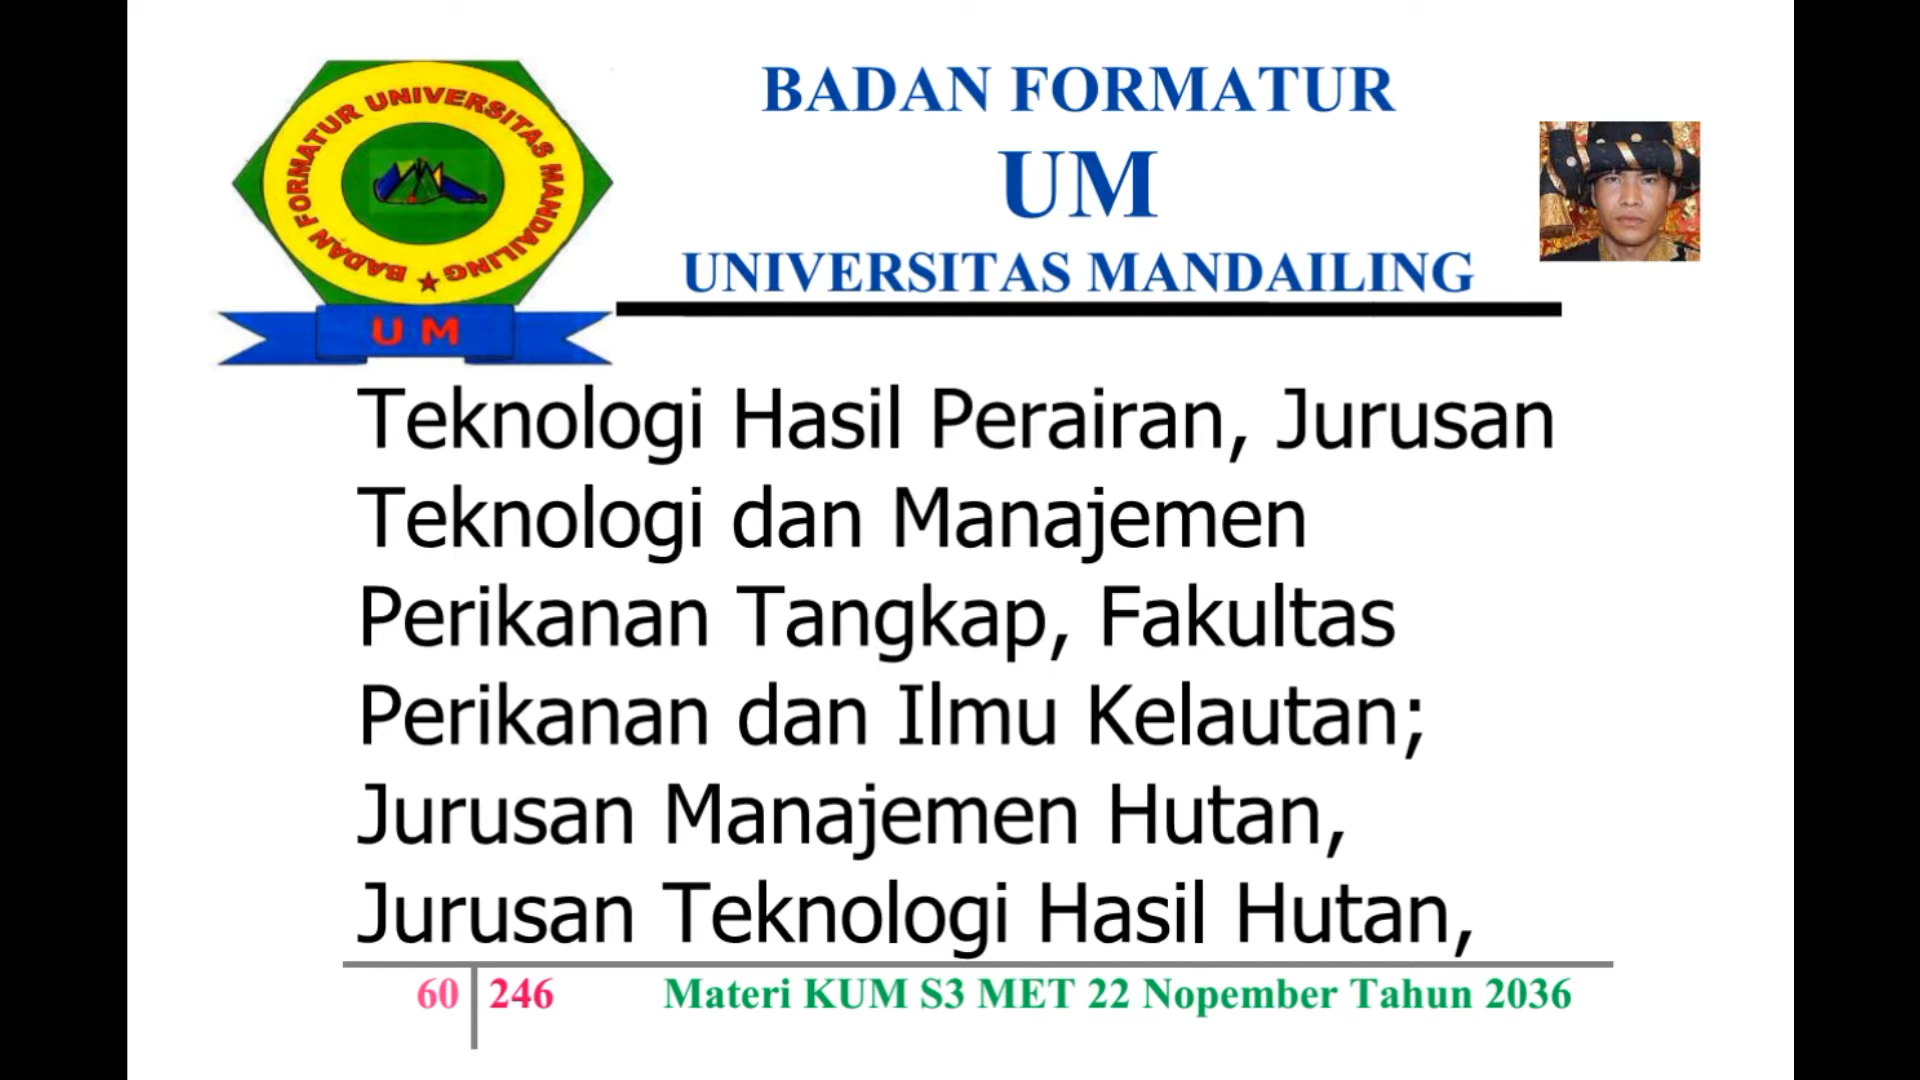 BADAN FORMATUR UNIVERSITAS MANDAILING
U M
BADAN FORMATUR
UM
UNIVERSITAS MANDAILING
Teknologi Hasil Perairan, Jurusan
Teknologi dan Manajemen
Perikanan Tangkap, Fakultas
Perikanan dan Ilmu Kelautan;
Jurusan Manajemen Hutan,
Jurusan Teknologi Hasil Hutan,
60 246 Materi KUM S3 MET 22 Nopember Tahun 2036